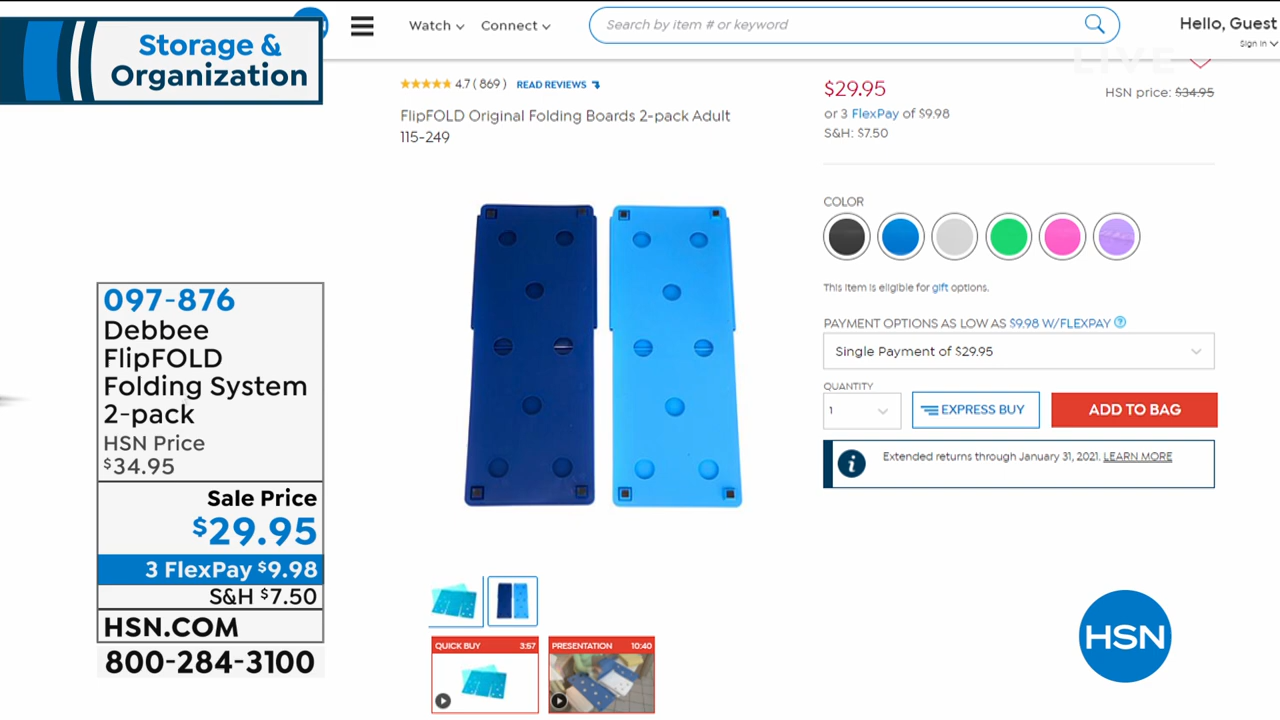 Storage &
Organization
Watch
Connect
Search by item # or keyword
Hello, Guest
Sign In
LIVE
4.7 ( 869 ) READ REVIEWS
FlipFOLD Original Folding Boards 2-pack Adult
115-249
$29.95
HSN price: $34.95
or 3 FlexPay of $9.98
S&H: $7.50
COLOR
This item is eligible for gift options.
PAYMENT OPTIONS AS LOW AS $9.98 W/FLEXPAY ?
Single Payment of $29.95
QUANTITY
1
EXPRESS BUY
ADD TO BAG
i
Extended returns through January 31, 2021. LEARN MORE
097-876
Debbee
FlipFOLD
Folding System
2-pack
HSN Price
$34.95
Sale Price
$29.95
3 FlexPay $9.98
S&H $7.50
HSN.COM
800-284-3100
QUICK BUY 3:57
PRESENTATION 10:40
HSN